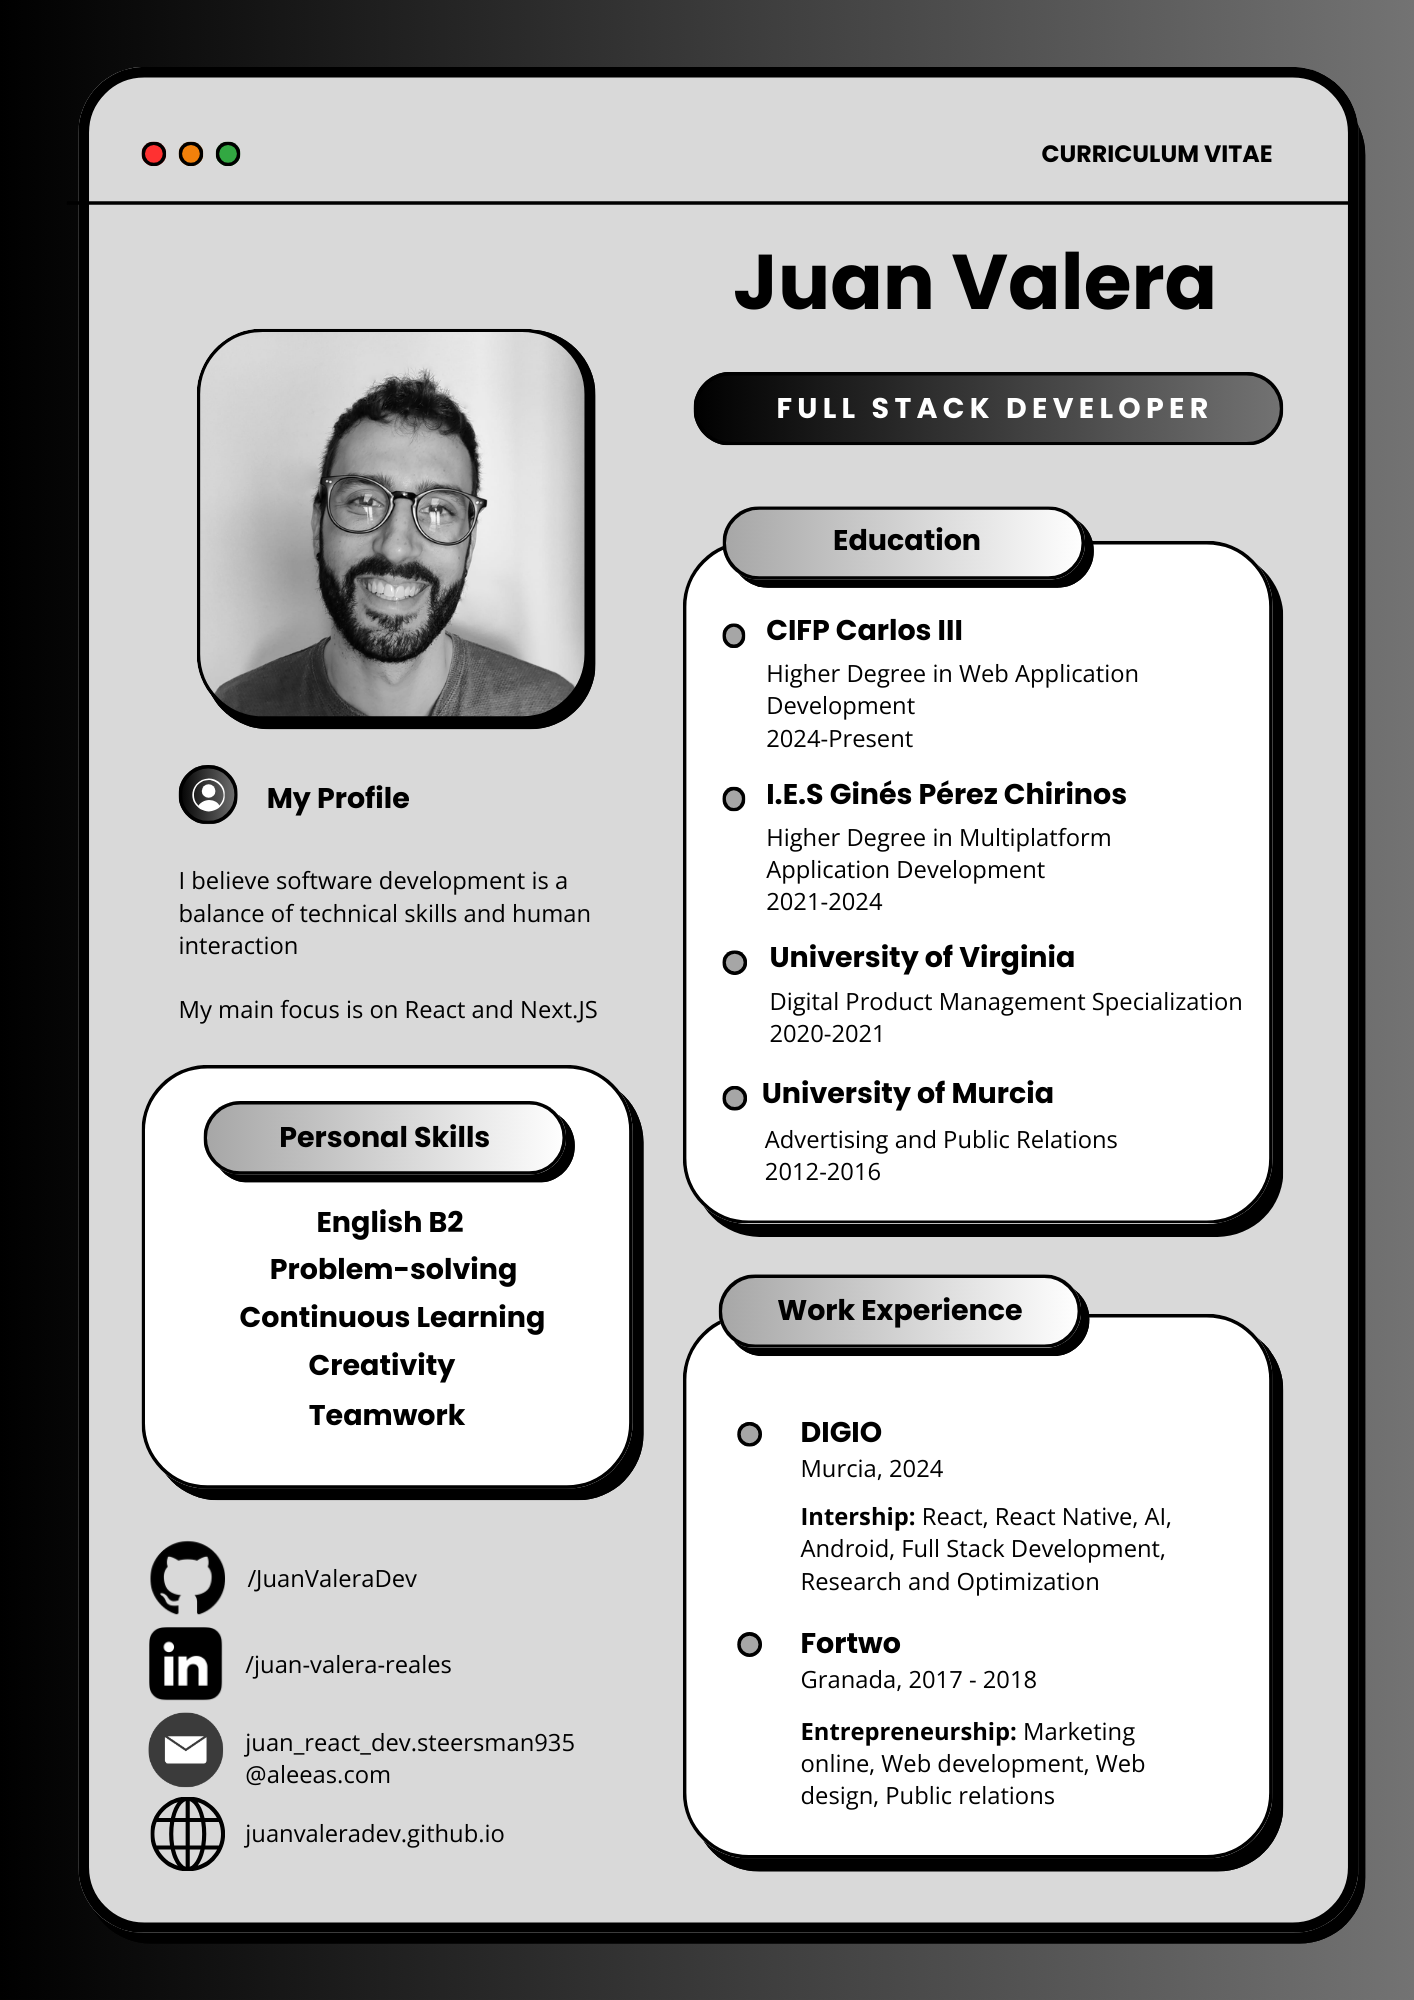 CURRICULUM VITAE
Juan Valera
FULL STACK DEVELOPER
My Profile
I believe software development is a
balance of technical skills and human
interaction
My main focus is on React and Next.JS
Personal Skills
English B2
Problem-solving
Continuous Learning
Creativity
Teamwork
/JuanValeraDev
in
/juan-valera-reales
juan_react_dev.steersman935
@aleeas.com
juanvaleradev.github.io
Education
CIFP Carlos III
Higher Degree in Web Application
Development
2024-Present
I.E.S Ginés Pérez Chirinos
Higher Degree in Multiplatform
Application Development
2021-2024
University of Virginia
Digital Product Management Specialization
2020-2021
University of Murcia
Advertising and Public Relations
2012-2016
Work Experience
DIGIO
Murcia, 2024
Intership: React, React Native, AI,
Android, Full Stack Development,
Research and Optimization
Fortwo
Granada, 2017 - 2018
Entrepreneurship: Marketing
online, Web development, Web
design, Public relations